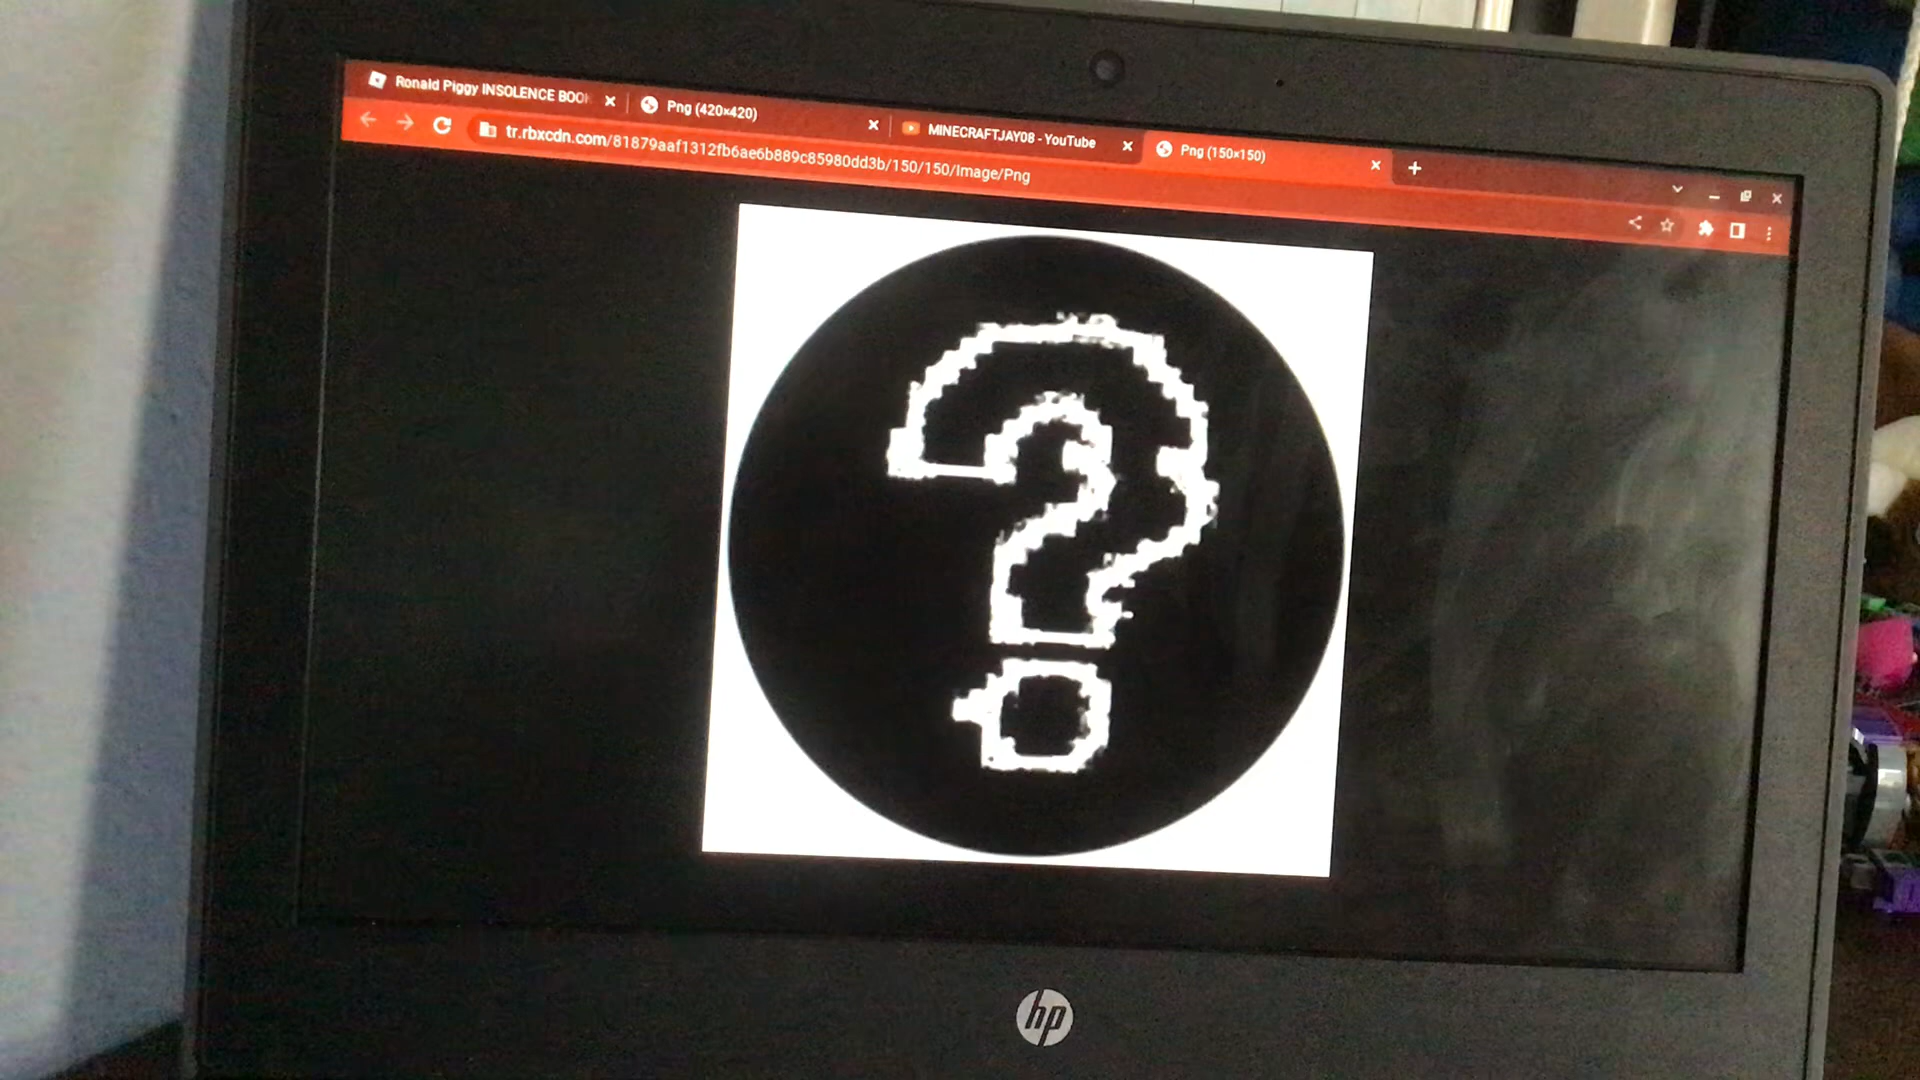 Ronald Piggy INSOLENCE BOO
Png (420×420)
MINECRAFTJAY08 - YouTube
Png (150×150)
tr.rbxcdn.com/81879aaf1312fb6ae6b889c85980dd3b/150/150/Image/Png
?
hp